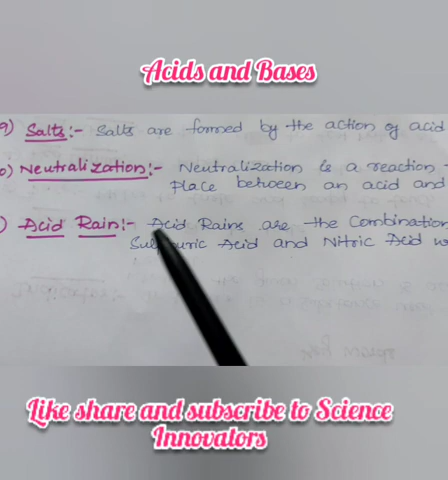 Acids and Bases
9) Salts:- Salts are formed by the action of acid
0) Neutralization:- Neutralization is a reaction
Place between an acid and
) Acid Rain:- Acid Rains are the Combination
Sulphuric Acid and Nitric Acid
Like share and subscribe to Science
Innovators